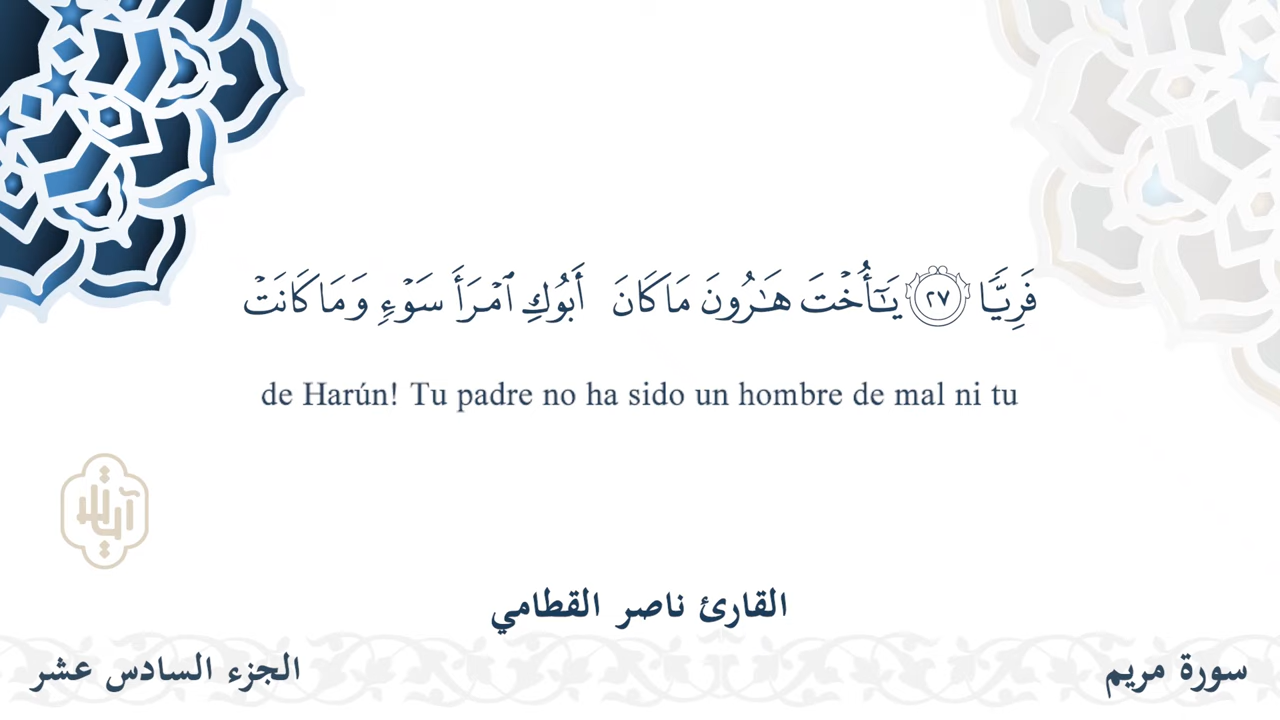 فَرِيًّا ٢٧ يَـٰٓأُخْتَ هَـٰرُونَ مَا كَانَ أَبُوكِ ٱمْرَأَ سَوْءٍ وَمَا كَانَتْ
de Harún! Tu padre no ha sido un hombre de mal ni tu
القارئ ناصر القطامي
سورة مريم
الجزء السادس عشر